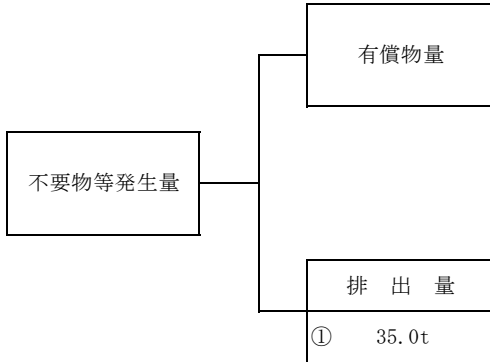 有償物量
不要物等発生量
排 出 量
① 35.0t